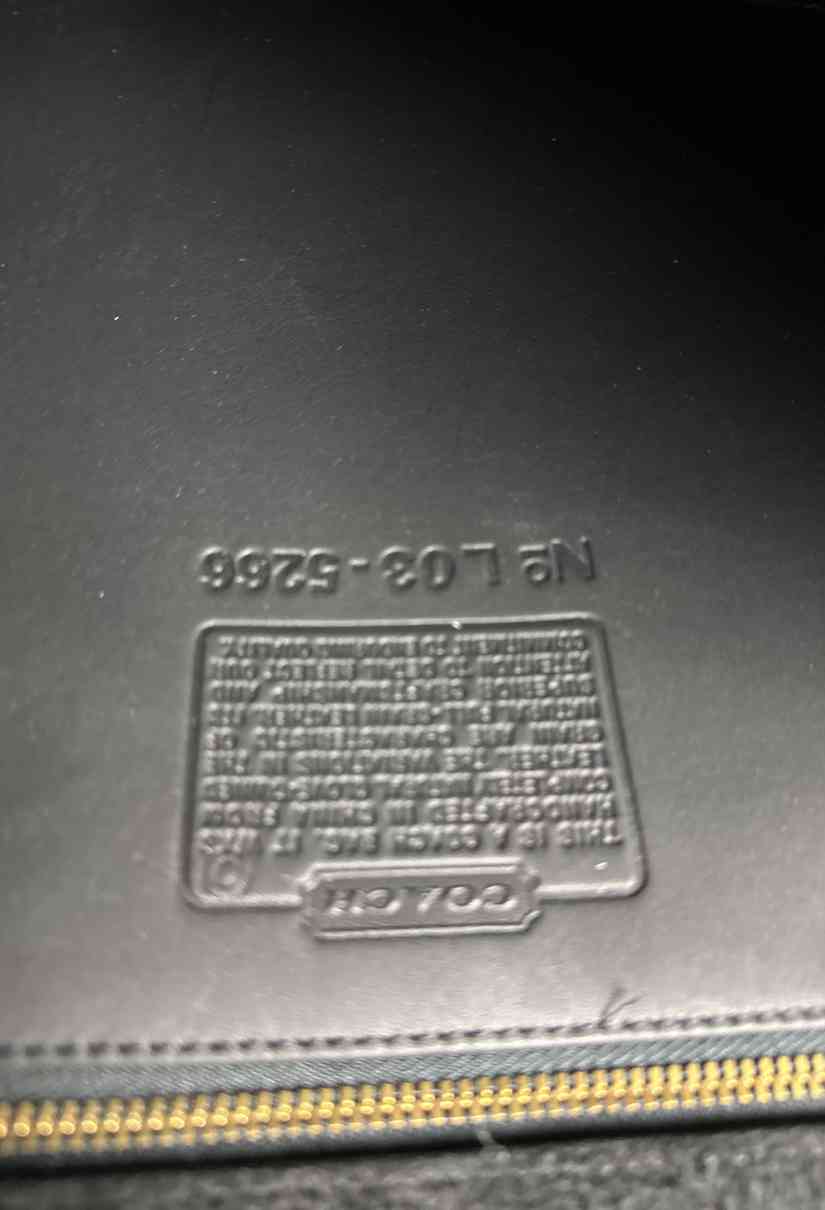 COACH
THIS IS A COACH BAG. IT WAS
HANDCRAFTED IN CHINA FROM
COMPLETELY NATURAL GLOVE-TANNED
LEATHER. THE VARIATIONS IN THE
GRAIN ARE CHARACTERISTIC OF
NATURAL FULL-GRAIN LEATHER. ITS
SUPERIOR CRAFTSMANSHIP AND
ATTENTION TO DETAIL REFLECT OUR
COMMITMENT TO ENDURING QUALITY.
Nº L03-5266